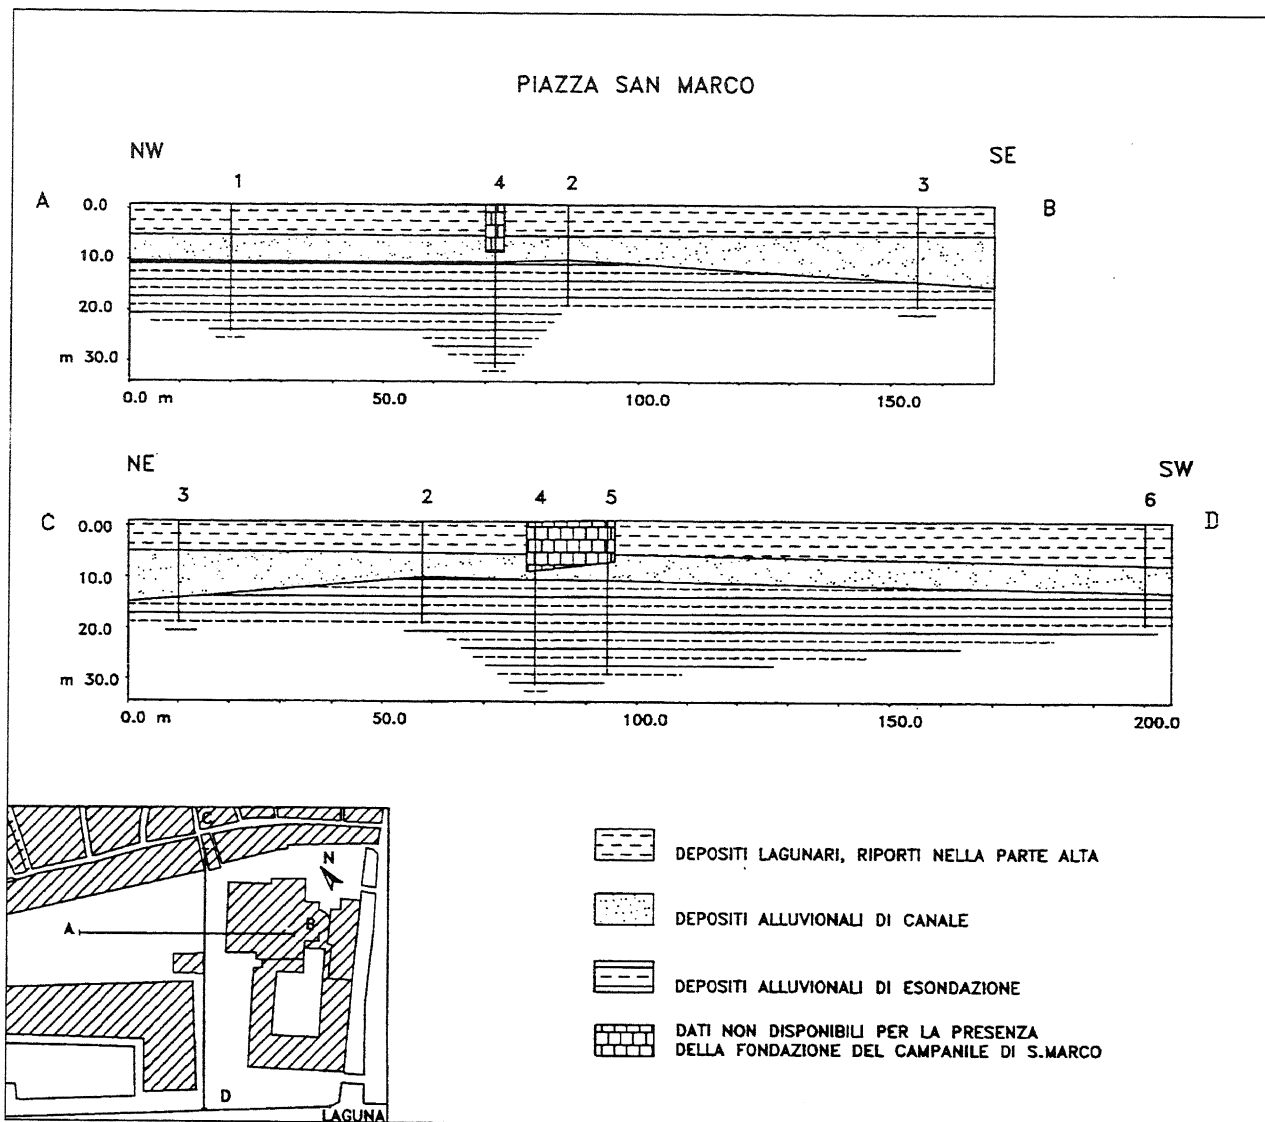 PIAZZA SAN MARCO
NW
SE
1
4
2
3
A
B
0.0
10.0
20.0
m 30.0
0.0 m
50.0
100.0
150.0
NE
SW
3
2
4
5
6
C
D
0.00
10.0
20.0
m 30.0
0.0 m
50.0
100.0
150.0
200.0
C
N
A
B
D
LAGUNA
DEPOSITI LAGUNARI, RIPORTI NELLA PARTE ALTA
DEPOSITI ALLUVIONALI DI CANALE
DEPOSITI ALLUVIONALI DI ESONDAZIONE
DATI NON DISPONIBILI PER LA PRESENZA
DELLA FONDAZIONE DEL CAMPANILE DI S.MARCO